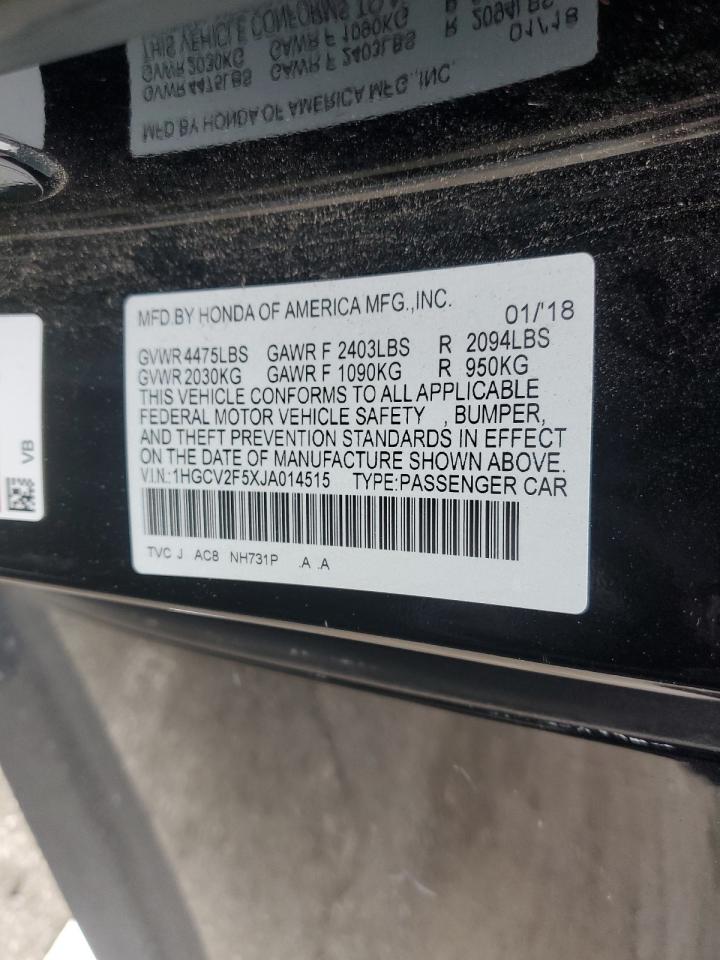 MFD.BY HONDA OF AMERICA MFG.,INC. 01/'18
GVWR 4475LBS GAWR F 2403LBS R 2094LBS
GVWR 2030KG GAWR F 1090KG R 950KG
THIS VEHICLE CONFORMS TO ALL APPLICABLE
FEDERAL MOTOR VEHICLE SAFETY , BUMPER,
AND THEFT PREVENTION STANDARDS IN EFFECT
ON THE DATE OF MANUFACTURE SHOWN ABOVE.
V.I.N.:1HGCV2F5XJA014515 TYPE:PASSENGER CAR
TVC J AC8 NH731P .A .A
VB